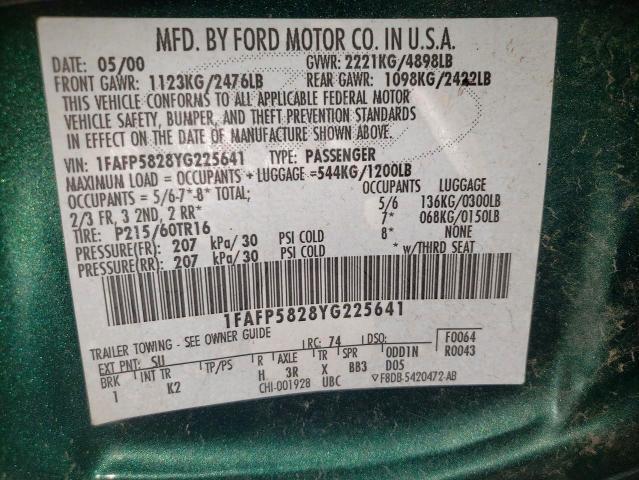 MFD. BY FORD MOTOR CO. IN U.S.A.
DATE: 05/00 GVWR: 2221KG/4898LB
FRONT GAWR: 1123KG/2476LB REAR GAWR: 1098KG/2422LB
THIS VEHICLE CONFORMS TO ALL APPLICABLE FEDERAL MOTOR
VEHICLE SAFETY, BUMPER, AND THEFT PREVENTION STANDARDS
IN EFFECT ON THE DATE OF MANUFACTURE SHOWN ABOVE.
VIN: 1FAFP5828YG225641 TYPE: PASSENGER
MAXIMUM LOAD = OCCUPANTS + LUGGAGE =544KG/1200LB
OCCUPANTS = 5/6-7*-8* TOTAL; OCCUPANTS LUGGAGE
2/3 FR, 3 2ND, 2 RR* 5/6 136KG/0300LB
TIRE: P215/60TR16 7* 068KG/0150LB
PRESSURE(FR) 207 kPa/ 30 PSI COLD 8* NONE
PRESSURE(RR) 207 kPa/ 30 PSI COLD * w/THIRD SEAT
1FAFP5828YG225641
TRAILER TOWING - SEE OWNER GUIDE
EXT PNT: SU RC: 74 DSO: F0064
BRK INT TR TP/PS R AXLE TR SPR ODD1N R0043
1 K2 H 3R X BB3 D05
CHI-001928 UBC ▽F8DB-5420472-AB